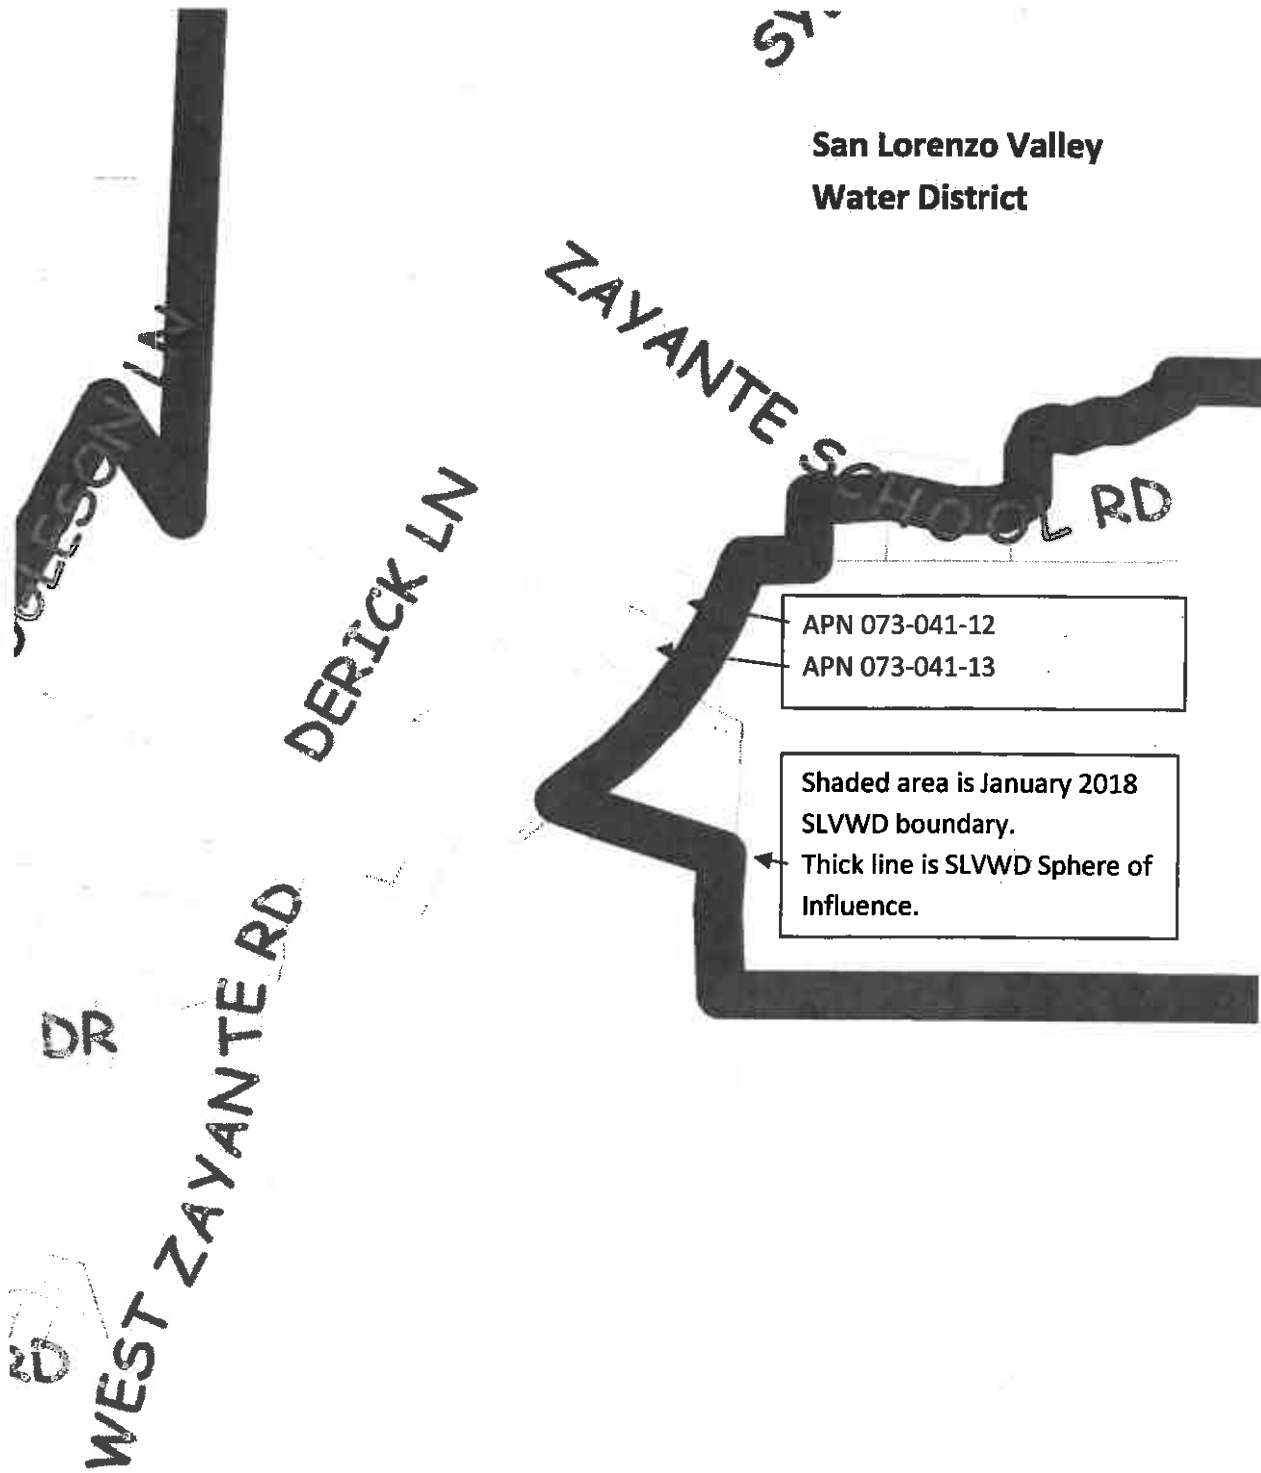 San Lorenzo Valley
Water District
ZAYANTE SCHOOL RD
DERICK LN
APN 073-041-12
APN 073-041-13
Shaded area is January 2018
SLVWD boundary.
Thick line is SLVWD Sphere of
Influence.
WEST ZAYANTE RD
DR
RD